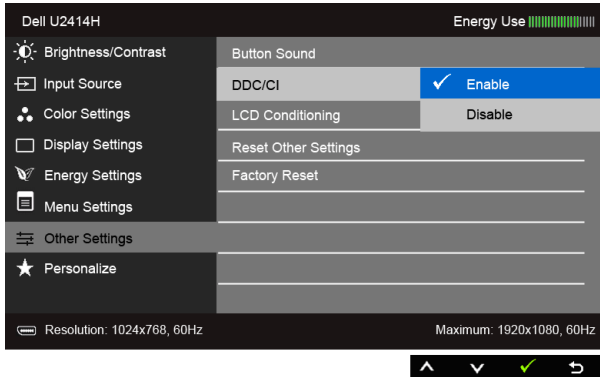 Dell U2414H Energy Use
Brightness/Contrast Button Sound
Input Source DDC/CI Enable
Color Settings LCD Conditioning Disable
Display Settings Reset Other Settings
Energy Settings Factory Reset
Menu Settings
Other Settings
Personalize
Resolution: 1024x768, 60Hz Maximum: 1920x1080, 60Hz